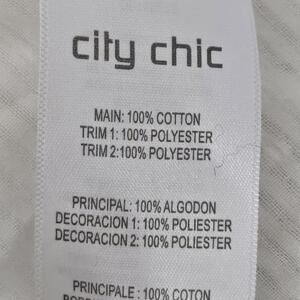 city chic
MAIN: 100% COTTON
TRIM 1: 100% POLYESTER
TRIM 2:100% POLYESTER
PRINCIPAL: 100% ALGODON
DECORACION 1: 100% POLIESTER
DECORACION 2: 100% POLIESTER
PRINCIPALE : 100% COTON